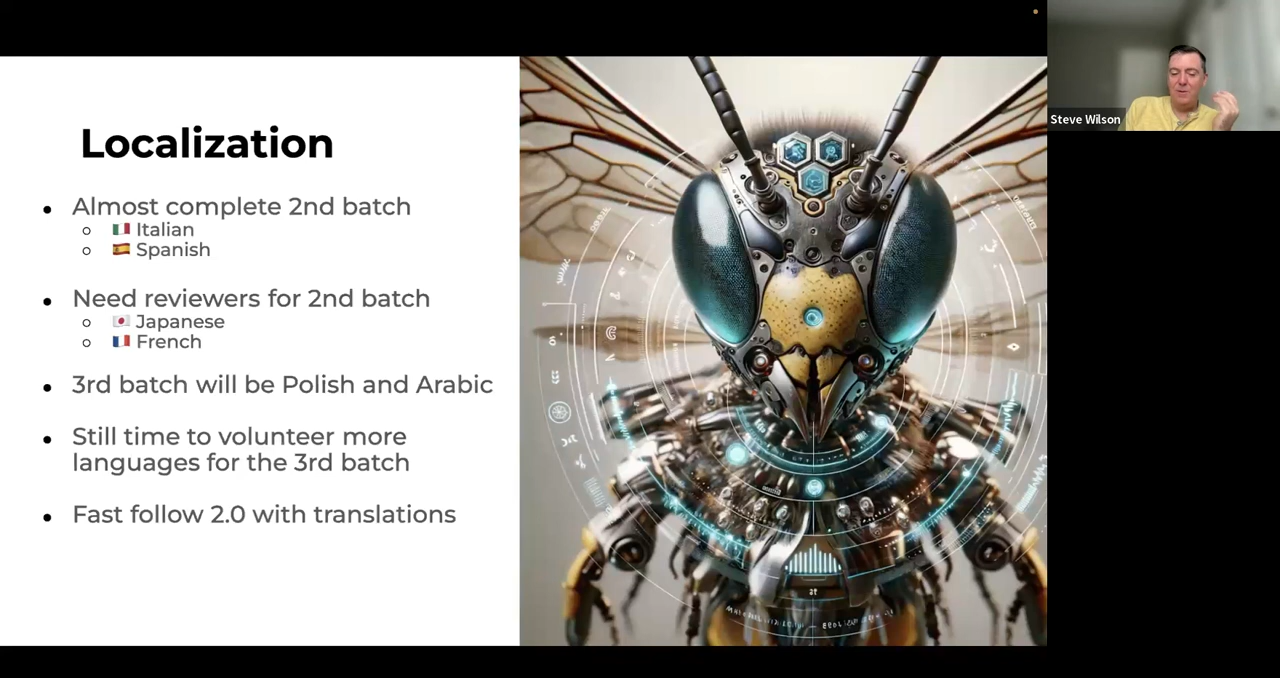 Localization
Almost complete 2nd batch
🇮🇹 Italian
🇪🇸 Spanish
Need reviewers for 2nd batch
🇯🇵 Japanese
🇫🇷 French
3rd batch will be Polish and Arabic
Still time to volunteer more
languages for the 3rd batch
Fast follow 2.0 with translations
Steve Wilson